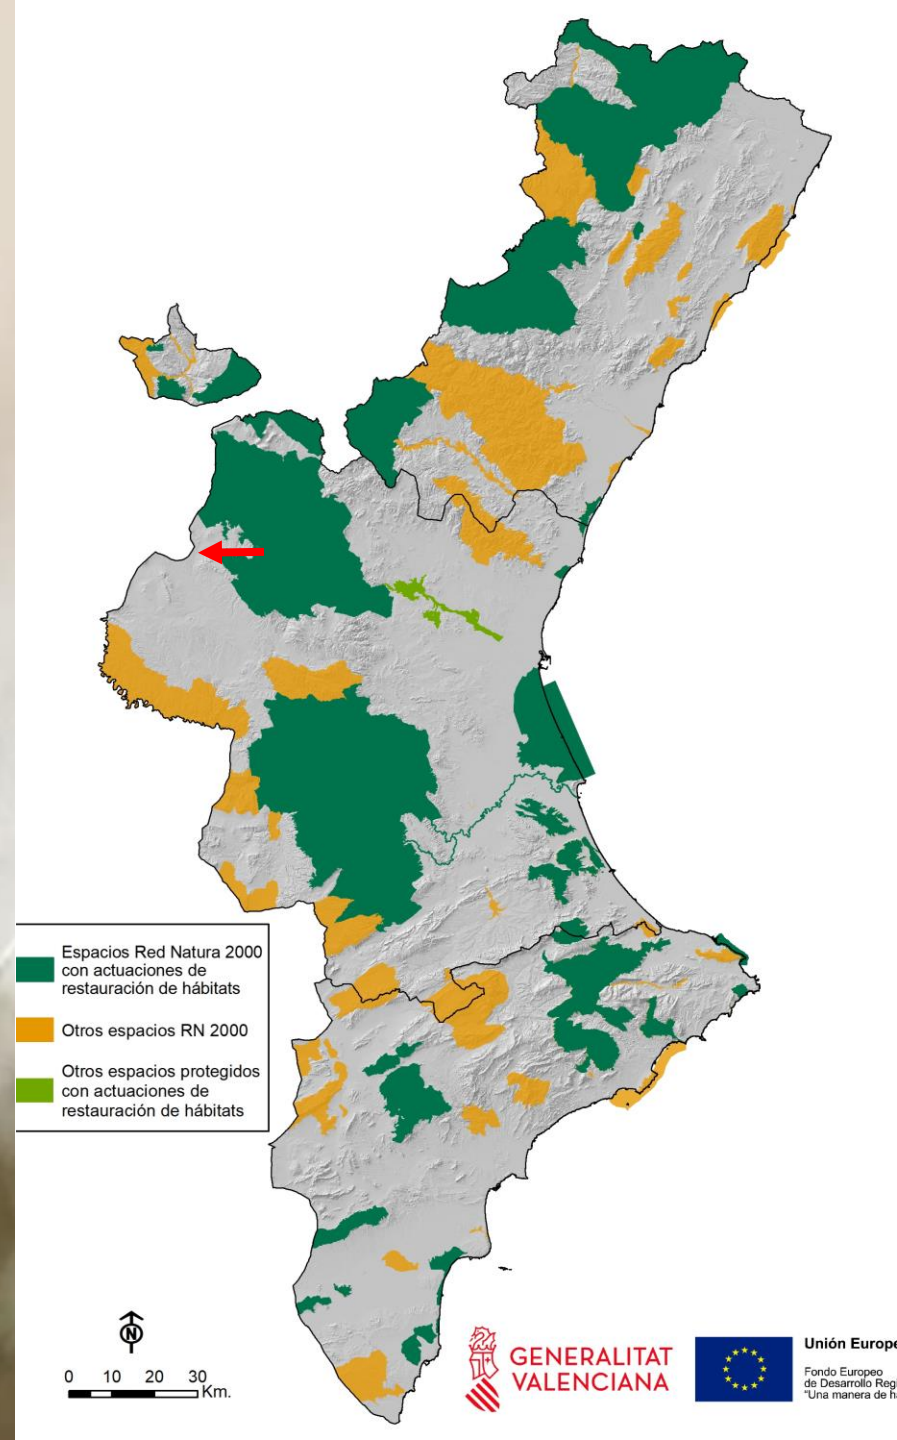 Espacios Red Natura 2000
con actuaciones de
restauración de hábitats
Otros espacios RN 2000
Otros espacios protegidos
con actuaciones de
restauración de hábitats
N
0 10 20 30
Km.
GENERALITAT
VALENCIANA
Unión Europe
Fondo Europeo
de Desarrollo Regi
"Una manera de ha